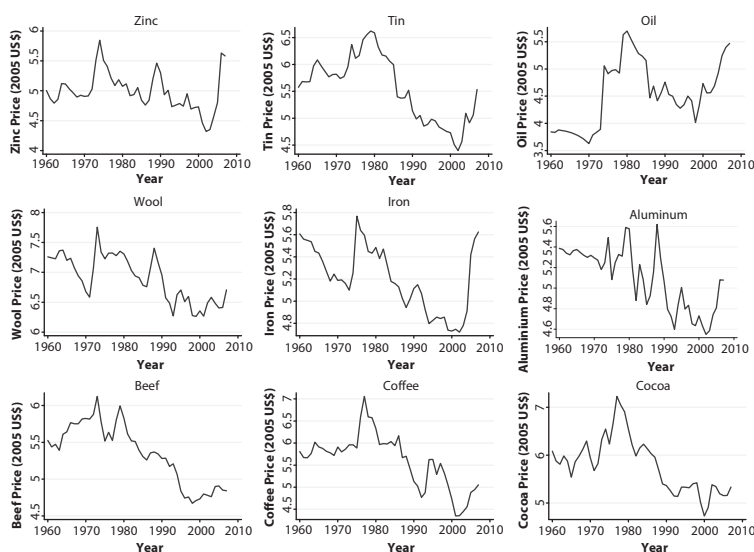 Zinc
Zinc Price (2005 US$)
6
5.5
5
4.5
4
1960 1970 1980 1990 2000 2010
Year
Tin
Tin Price (2005 US$)
6.5
6
5.5
5
4.5
1960 1970 1980 1990 2000 2010
Year
Oil
Oil Price (2005 US$)
5.5
5
4.5
4
3.5
1960 1970 1980 1990 2000 2010
Year
Wool
Wool Price (2005 US$)
8
7.5
7
6.5
6
1960 1970 1980 1990 2000 2010
Year
Iron
Iron Price (2005 US$)
5.8
5.6
5.4
5.2
5
4.8
1960 1970 1980 1990 2000 2010
Year
Aluminum
Aluminium Price (2005 US$)
5.6
5.4
5.2
5
4.8
4.6
1960 1970 1980 1990 2000 2010
Year
Beef
Beef Price (2005 US$)
6
5.5
5
4.5
1960 1970 1980 1990 2000 2010
Year
Coffee
Coffee Price (2005 US$)
7
6.5
6
5.5
5
4.5
1960 1970 1980 1990 2000 2010
Year
Cocoa
Cocoa Price (2005 US$)
7
6
5
1960 1970 1980 1990 2000 2010
Year